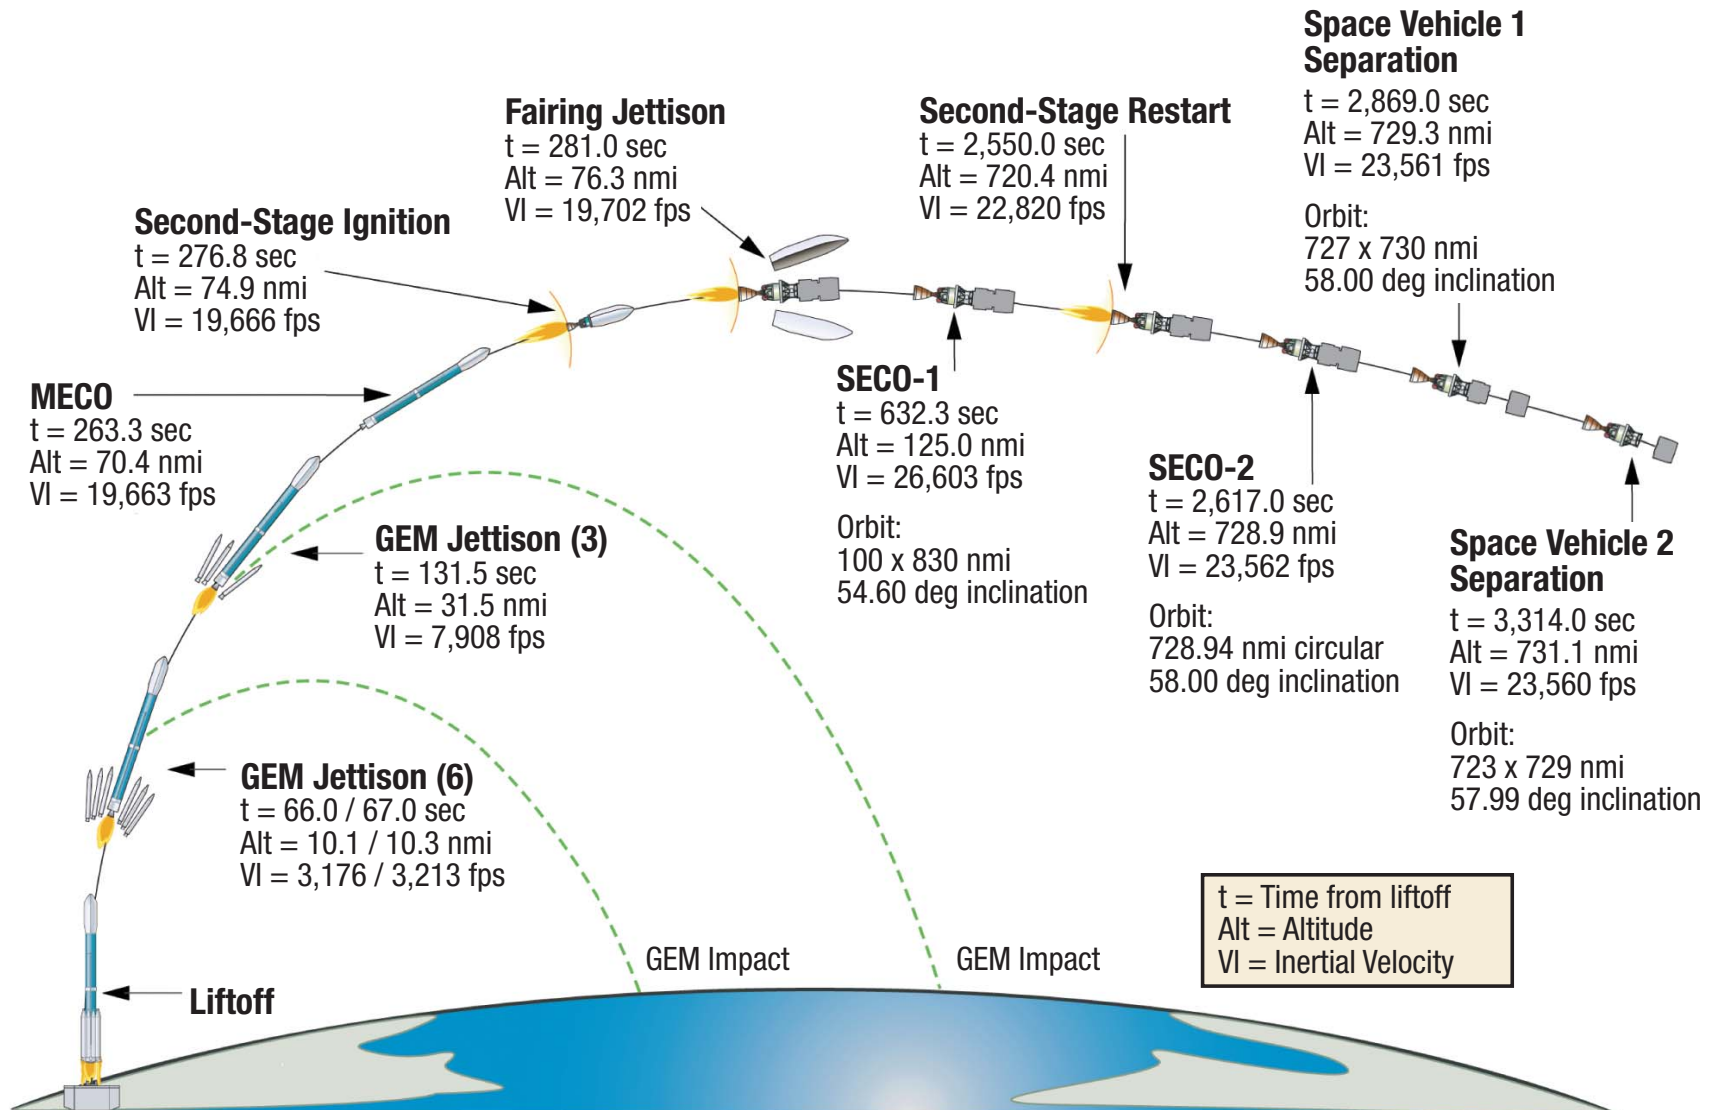 Space Vehicle 1
Separation
t = 2,869.0 sec
Alt = 729.3 nmi
VI = 23,561 fps
Orbit:
727 x 730 nmi
58.00 deg inclination
Fairing Jettison
t = 281.0 sec
Alt = 76.3 nmi
VI = 19,702 fps
Second-Stage Restart
t = 2,550.0 sec
Alt = 720.4 nmi
VI = 22,820 fps
Second-Stage Ignition
t = 276.8 sec
Alt = 74.9 nmi
VI = 19,666 fps
MECO
t = 263.3 sec
Alt = 70.4 nmi
VI = 19,663 fps
SECO-1
t = 632.3 sec
Alt = 125.0 nmi
VI = 26,603 fps
Orbit:
100 x 830 nmi
54.60 deg inclination
SECO-2
t = 2,617.0 sec
Alt = 728.9 nmi
VI = 23,562 fps
Orbit:
728.94 nmi circular
58.00 deg inclination
Space Vehicle 2
Separation
t = 3,314.0 sec
Alt = 731.1 nmi
VI = 23,560 fps
Orbit:
723 x 729 nmi
57.99 deg inclination
GEM Jettison (3)
t = 131.5 sec
Alt = 31.5 nmi
VI = 7,908 fps
GEM Jettison (6)
t = 66.0 / 67.0 sec
Alt = 10.1 / 10.3 nmi
VI = 3,176 / 3,213 fps
GEM Impact
GEM Impact
t = Time from liftoff
Alt = Altitude
VI = Inertial Velocity
Liftoff